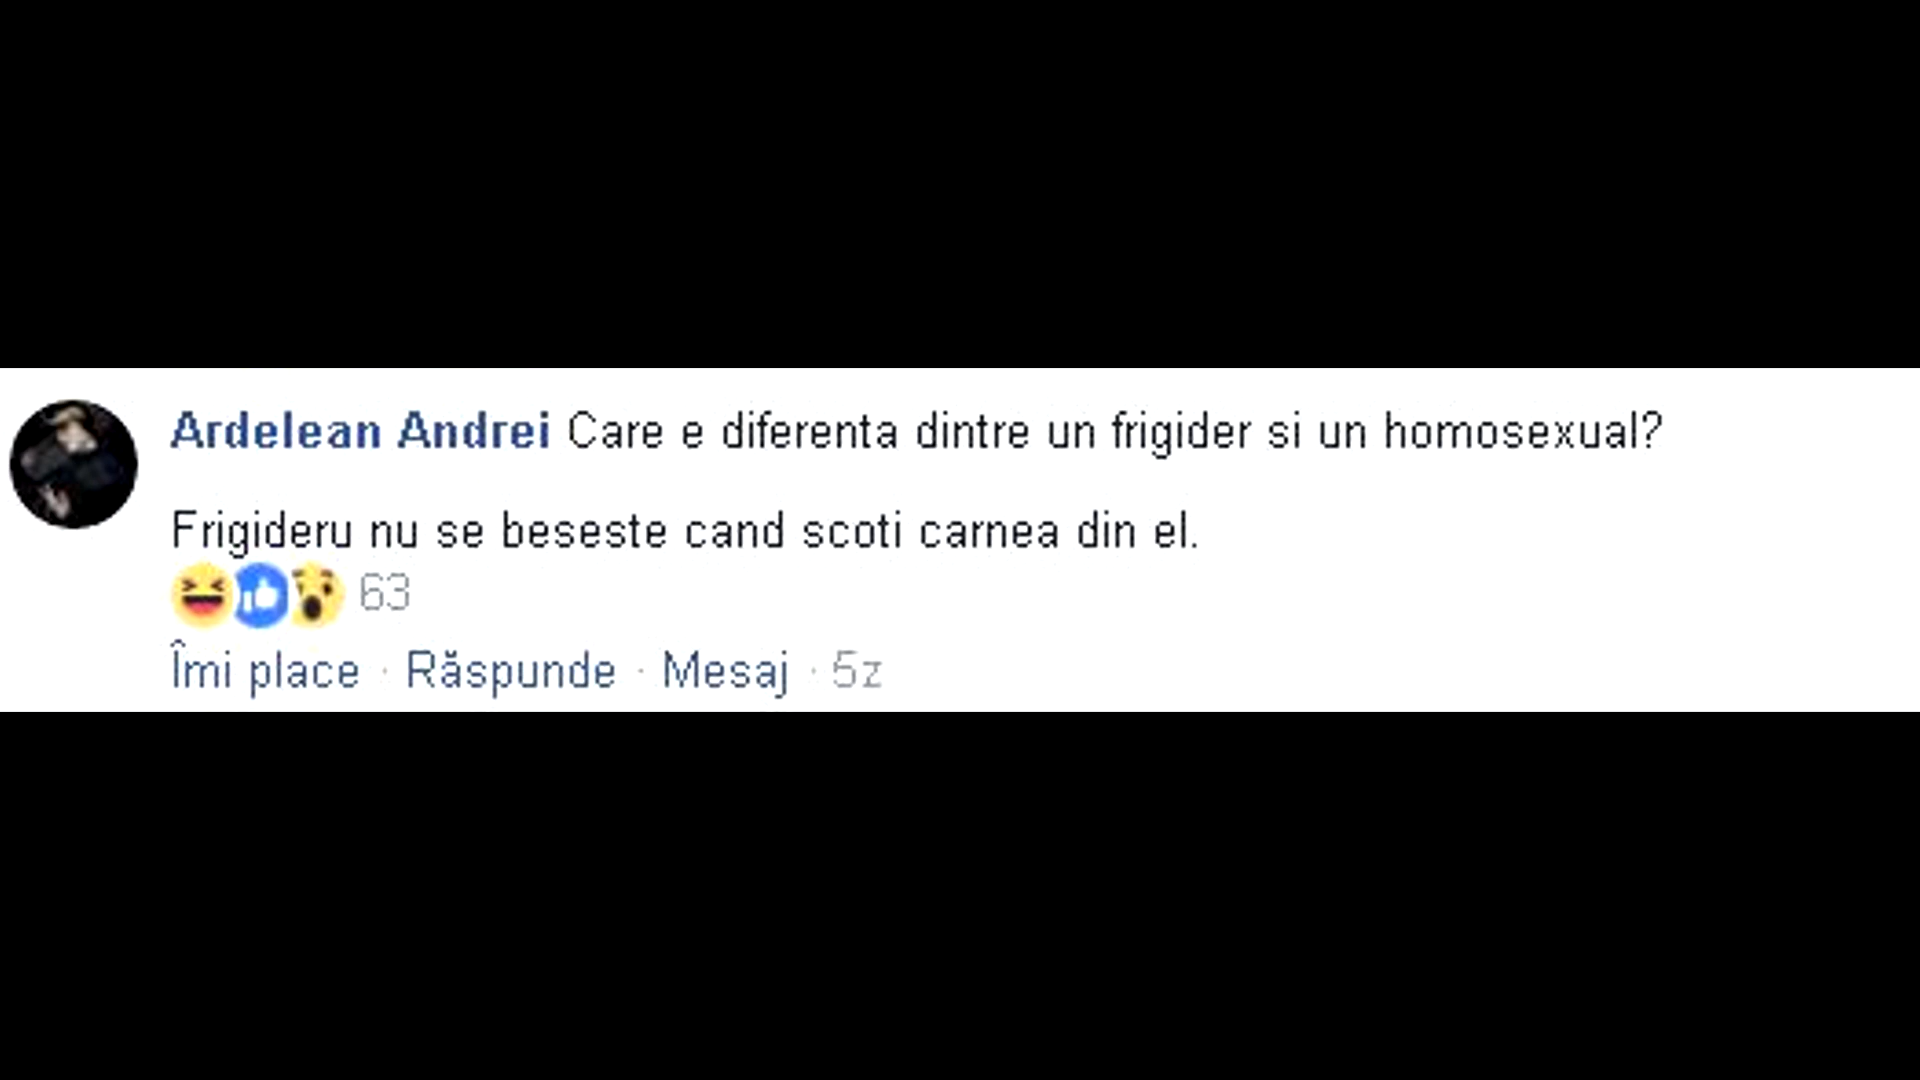 Ardelean Andrei Care e diferenta dintre un frigider si un homosexual?
Frigideru nu se beseste cand scoti carnea din el.
63
Îmi place · Răspunde · Mesaj · 5z